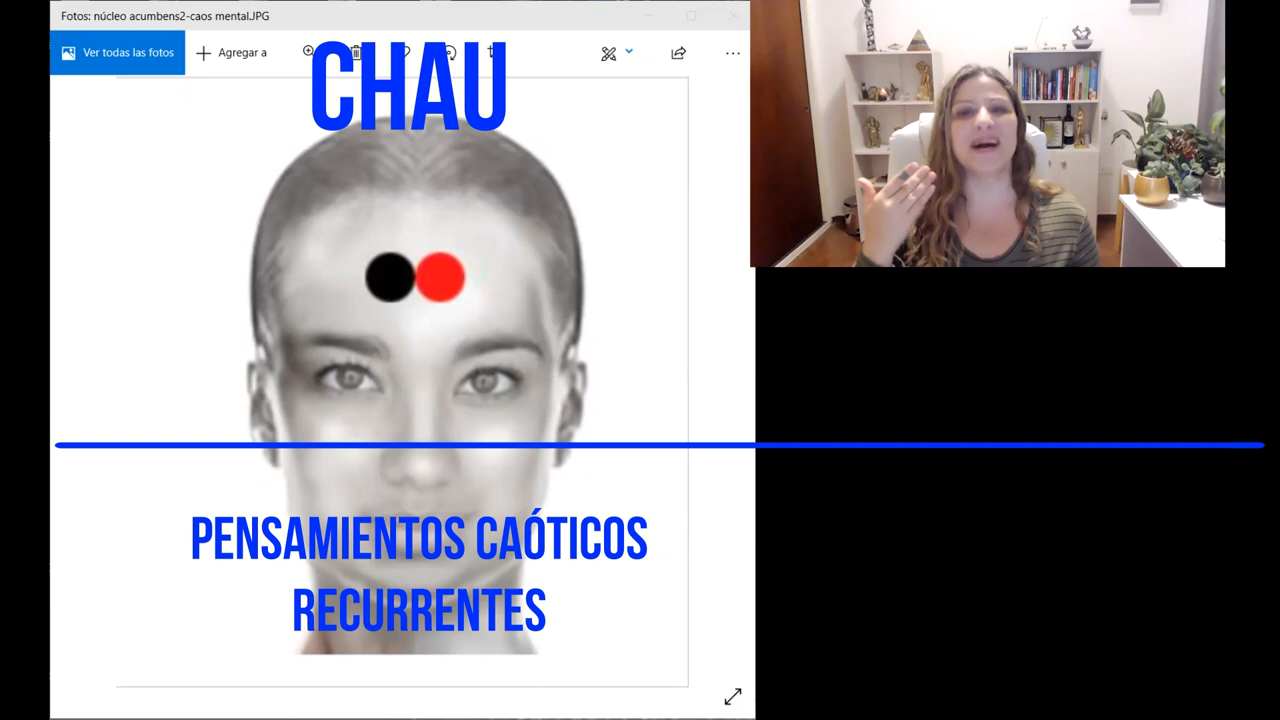 Fotos: núcleo acumbens2-caos mental.JPG
Ver todas las fotos
Agregar a
CHAU
PENSAMIENTOS CAÓTICOS
RECURRENTES